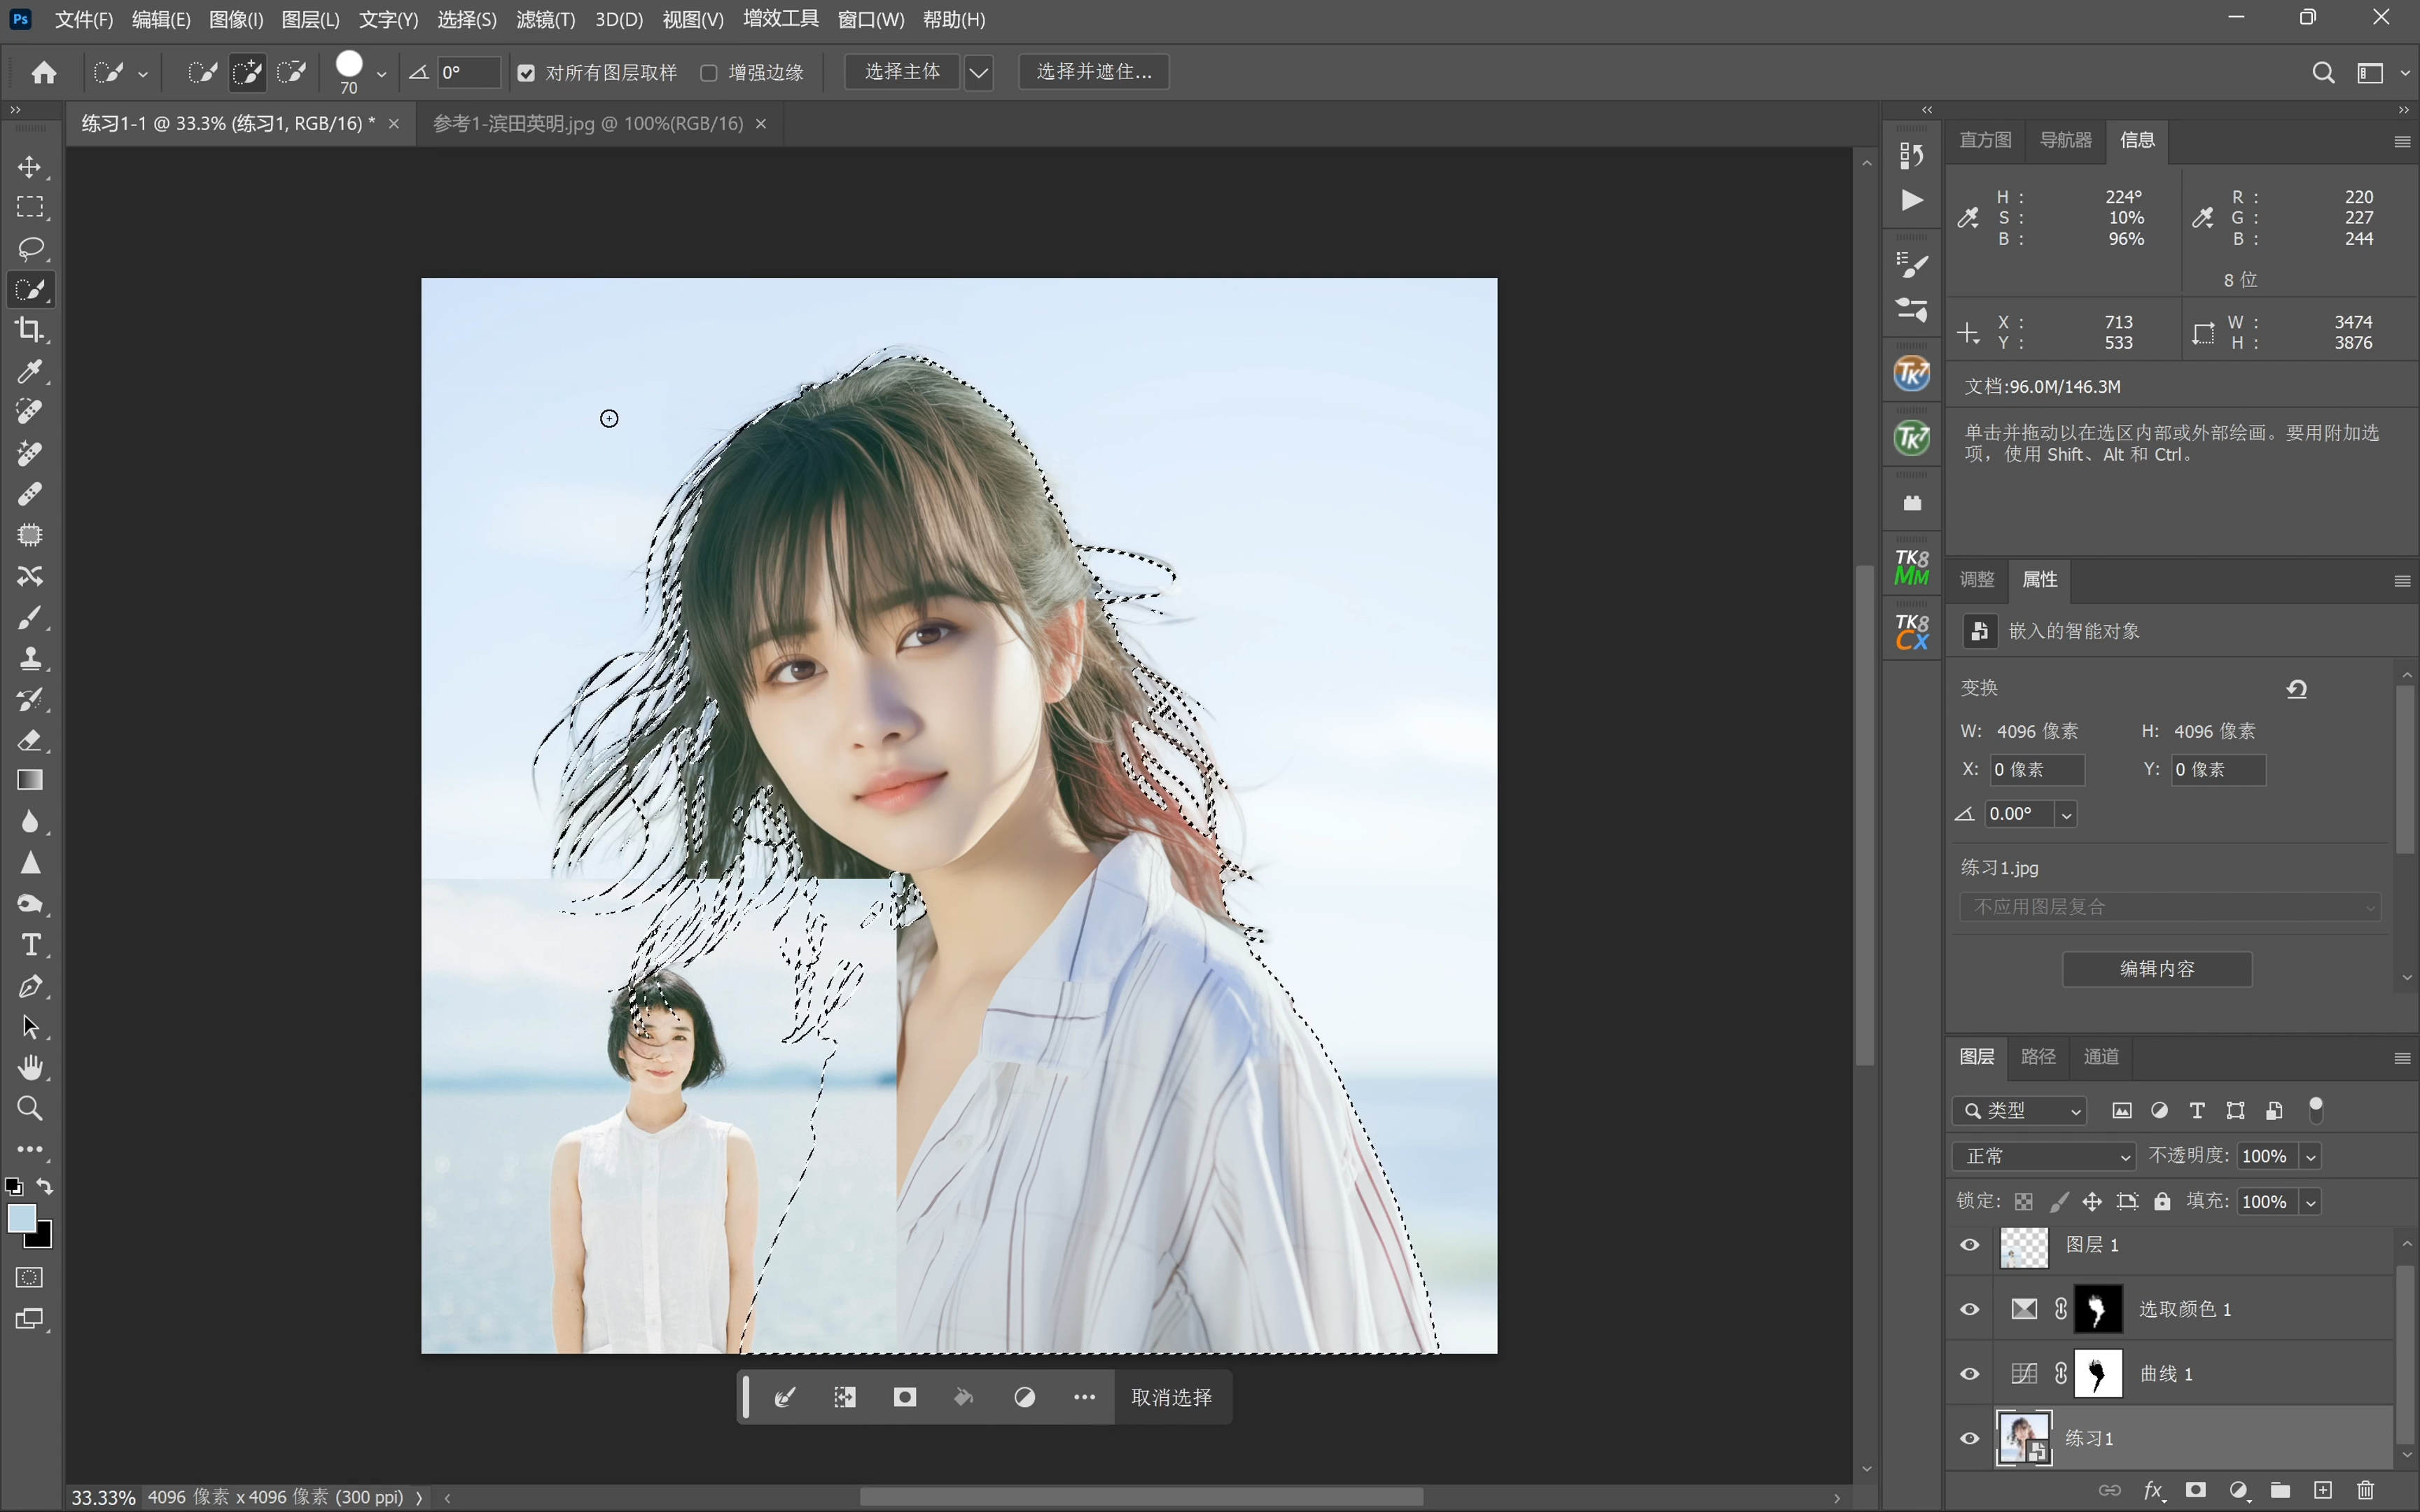 Ps 文件(F) 编辑(E) 图像(I) 图层(L) 文字(Y) 选择(S) 滤镜(T) 3D(D) 视图(V) 增效工具 窗口(W) 帮助(H)
70
0°
对所有图层取样 增强边缘 选择主体 选择并遮住...
练习1-1 @ 33.3% (练习1, RGB/16) * ×
参考1-滨田英明.jpg @ 100%(RGB/16) ×
直方图 导航器 信息
H : 224° R : 220
S : 10% G : 227
B : 96% B : 244
8 位
X : 713 W : 3474
Y : 533 H : 3876
文档:96.0M/146.3M
单击并拖动以在选区内部或外部绘画。要用附加选
项，使用 Shift、Alt 和 Ctrl。
TK7
TK7
TK8
MM
TK8
CX
调整 属性
嵌入的智能对象
变换
W: 4096 像素 H: 4096 像素
X: 0 像素 Y: 0 像素
0.00°
练习1.jpg
不应用图层复合
编辑内容
图层 路径 通道
类型
正常 不透明度: 100%
锁定: 填充: 100%
图层 1
选取颜色 1
曲线 1
练习1
fx
取消选择
33.33% 4096 像素 x 4096 像素 (300 ppi)